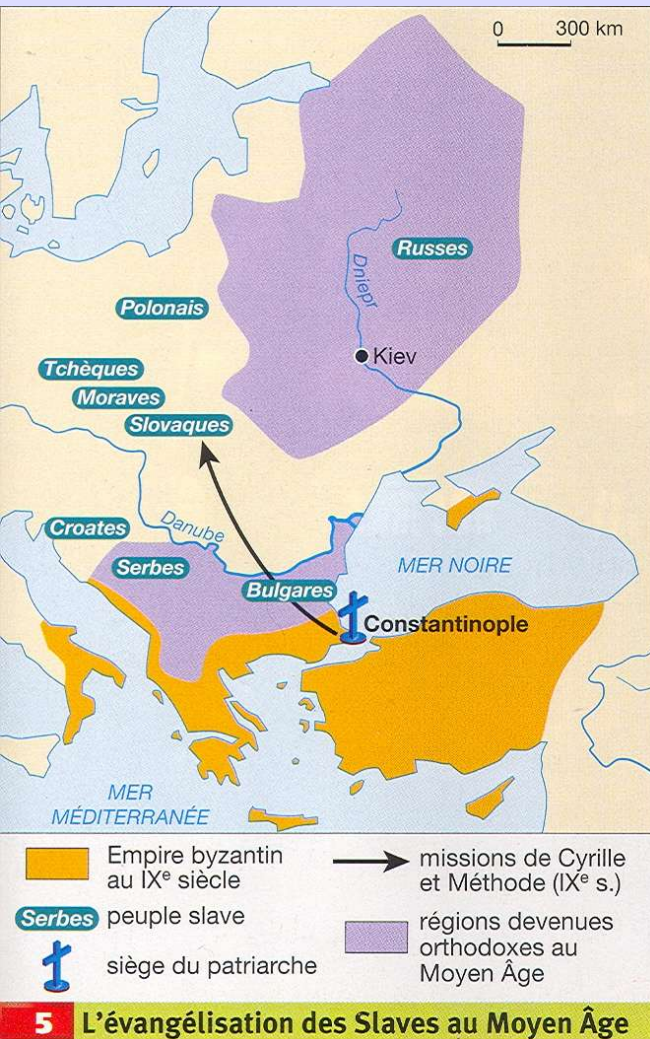 0 300 km
Russes
Dniepr
Polonais
Kiev
Tchèques
Moraves
Slovaques
Croates
Danube
Serbes
MER NOIRE
Bulgares
Constantinople
MER
MÉDITERRANÉE
Empire byzantin
au IXe siècle
missions de Cyrille
et Méthode (IXe s.)
Serbes peuple slave
régions devenues
orthodoxes au
Moyen Âge
siège du patriarche
5 L'évangélisation des Slaves au Moyen Âge